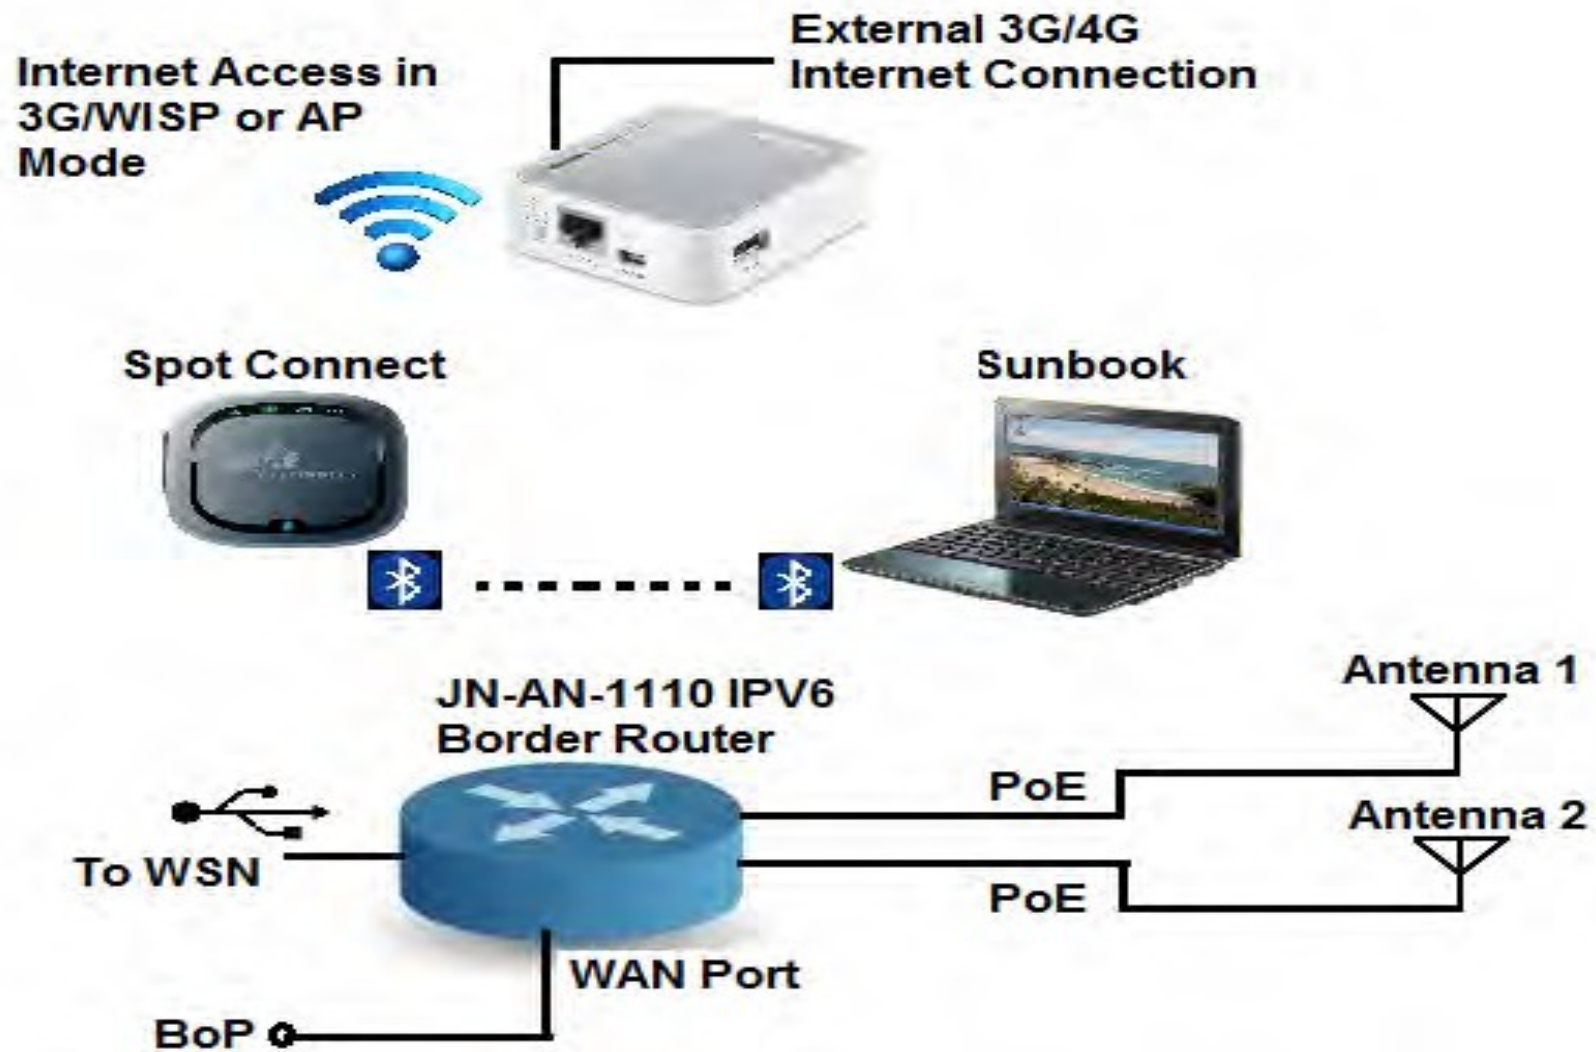 External 3G/4G
Internet Connection
Internet Access in
3G/WISP or AP
Mode
Spot Connect
Sunbook
JN-AN-1110 IPV6
Border Router
Antenna 1
PoE
Antenna 2
To WSN
PoE
WAN Port
BoP